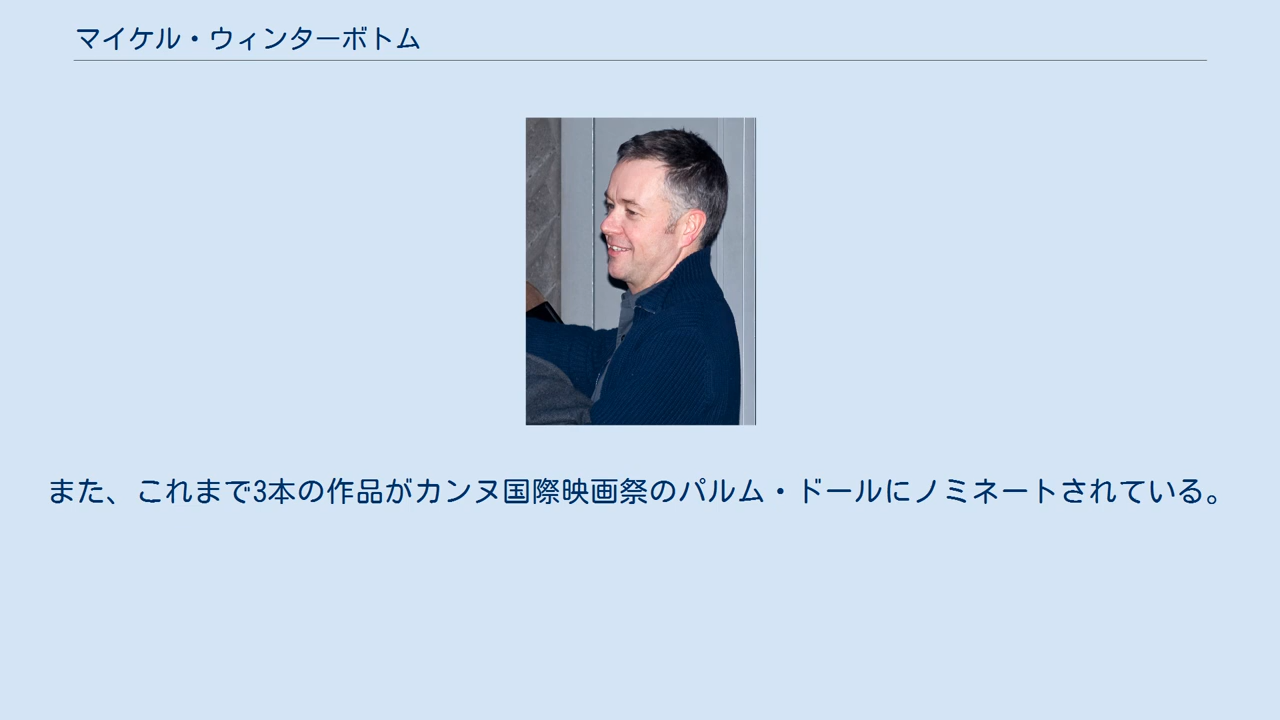 マイケル・ウィンターボトム
また、これまで3本の作品がカンヌ国際映画祭のパルム・ドールにノミネートされている。